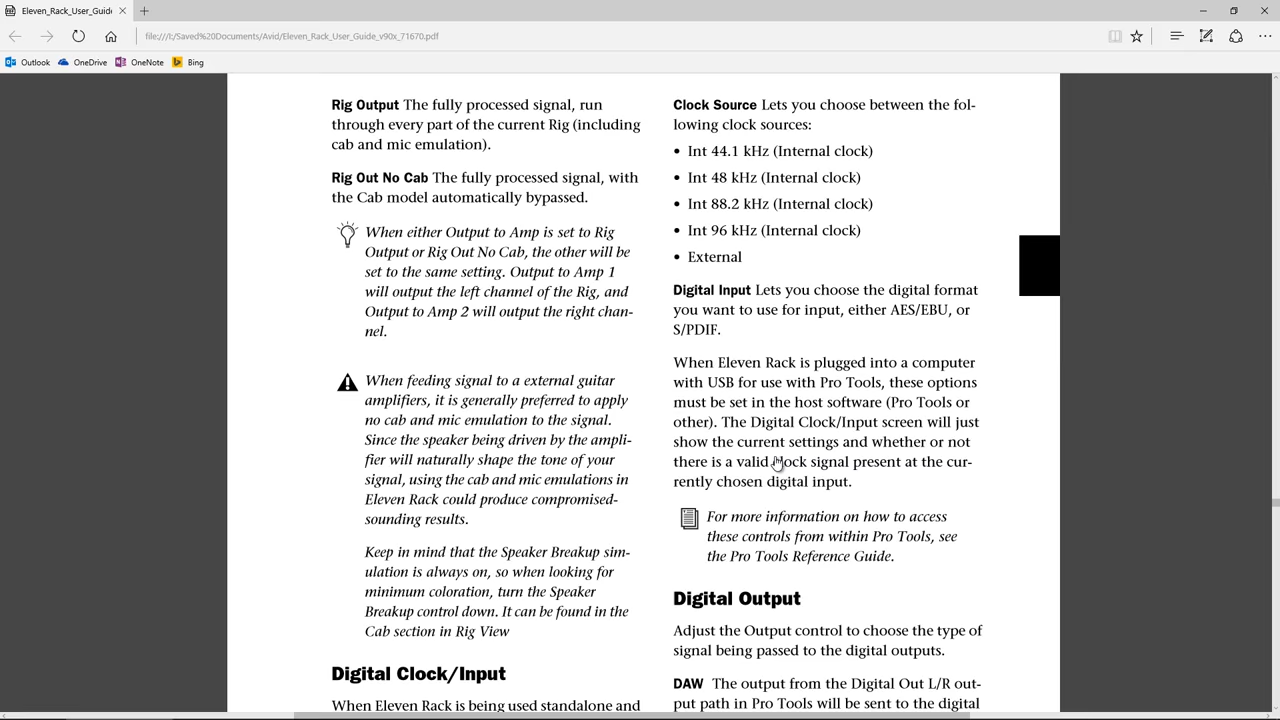 Eleven_Rack_User_Guide
file:///I:/Saved%20Documents/Avid/Eleven_Rack_User_Guide_v90x_71670.pdf
Outlook
OneDrive
OneNote
Bing
Rig Output The fully processed signal, run
through every part of the current Rig (including
cab and mic emulation).
Rig Out No Cab The fully processed signal, with
the Cab model automatically bypassed.
When either Output to Amp is set to Rig
Output or Rig Out No Cab, the other will be
set to the same setting. Output to Amp 1
will output the left channel of the Rig, and
Output to Amp 2 will output the right chan-
nel.
When feeding signal to a external guitar
amplifiers, it is generally preferred to apply
no cab and mic emulation to the signal.
Since the speaker being driven by the ampli-
fier will naturally shape the tone of your
signal, using the cab and mic emulations in
Eleven Rack could produce compromised-
sounding results.
Keep in mind that the Speaker Breakup sim-
ulation is always on, so when looking for
minimum coloration, turn the Speaker
Breakup control down. It can be found in the
Cab section in Rig View
Digital Clock/Input
When Eleven Rack is being used standalone and
Clock Source Lets you choose between the fol-
lowing clock sources:
• Int 44.1 kHz (Internal clock)
• Int 48 kHz (Internal clock)
• Int 88.2 kHz (Internal clock)
• Int 96 kHz (Internal clock)
• External
Digital Input Lets you choose the digital format
you want to use for input, either AES/EBU, or
S/PDIF.
When Eleven Rack is plugged into a computer
with USB for use with Pro Tools, these options
must be set in the host software (Pro Tools or
other). The Digital Clock/Input screen will just
show the current settings and whether or not
there is a valid clock signal present at the cur-
rently chosen digital input.
For more information on how to access
these controls from within Pro Tools, see
the Pro Tools Reference Guide.
Digital Output
Adjust the Output control to choose the type of
signal being passed to the digital outputs.
DAW The output from the Digital Out L/R out-
put path in Pro Tools will be sent to the digital